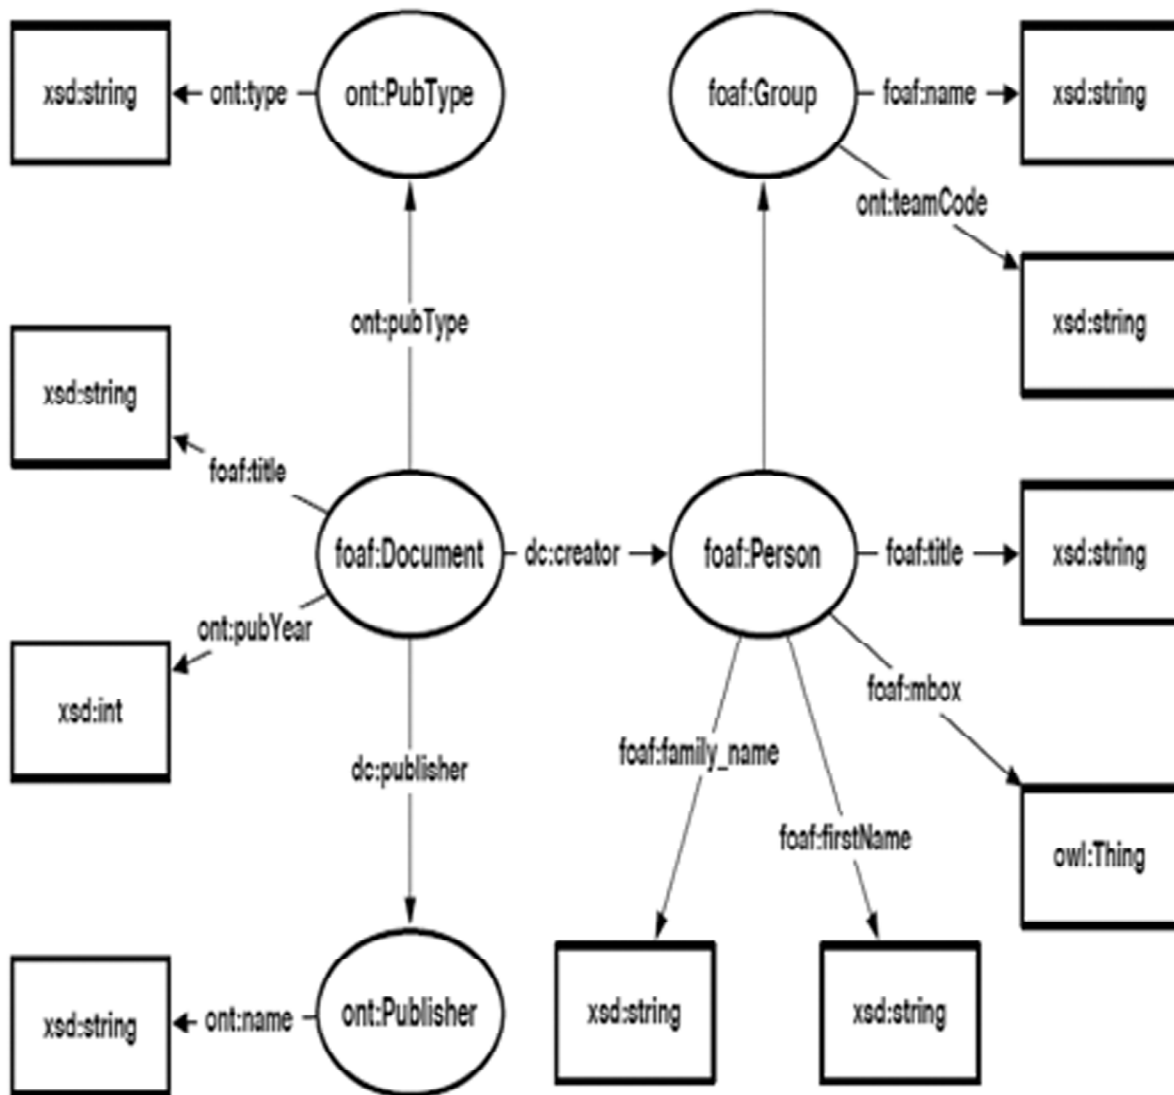 xsd:string
ont:type
ont:PubType
foaf:Group
foaf:name
xsd:string
ont:teamCode
xsd:string
ont:pubType
xsd:string
foaf:title
foaf:Document
dc:creator
foaf:Person
foaf:title
xsd:string
ont:pubYear
xsd:int
foaf:mbox
dc:publisher
foaf:family_name
foaf:firstName
owl:Thing
xsd:string
ont:name
ont:Publisher
xsd:string
xsd:string